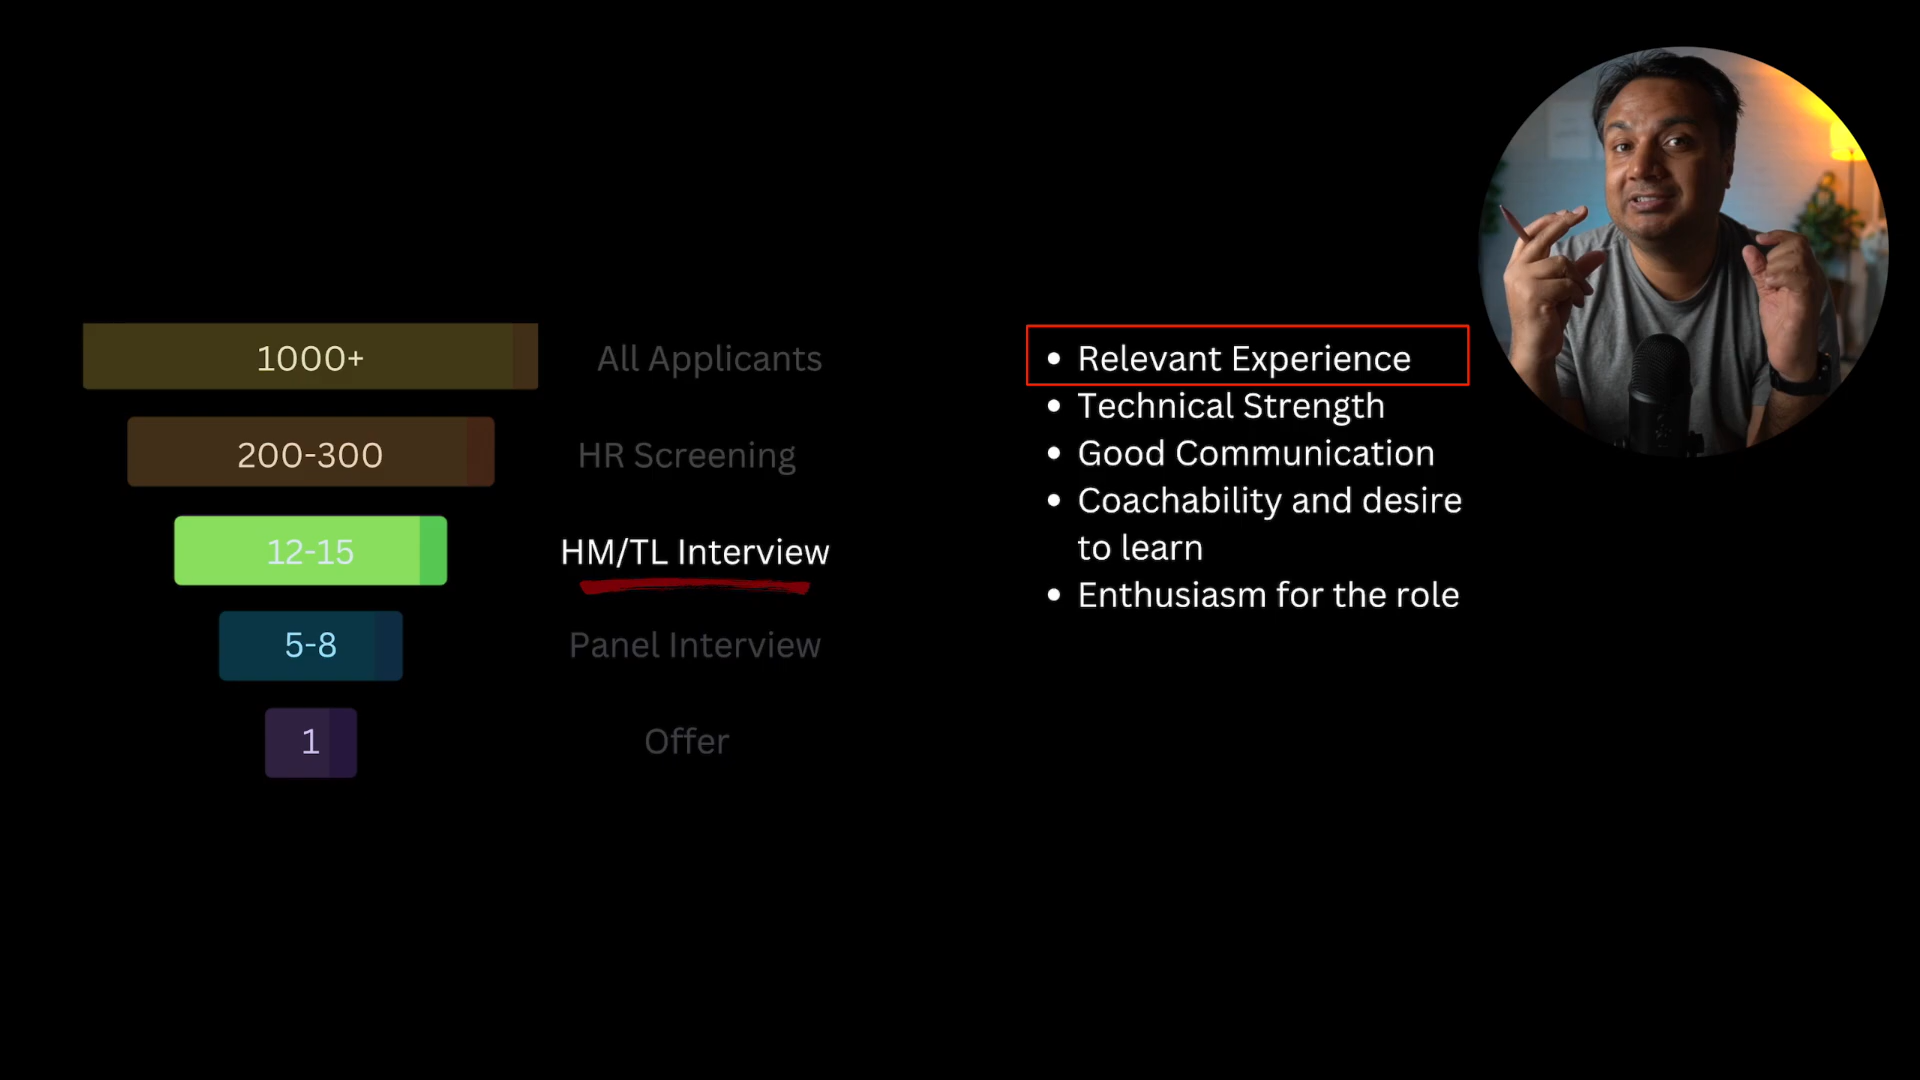 1000+
All Applicants
200-300
HR Screening
12-15
HM/TL Interview
5-8
Panel Interview
1
Offer
• Relevant Experience
• Technical Strength
• Good Communication
• Coachability and desire
to learn
• Enthusiasm for the role